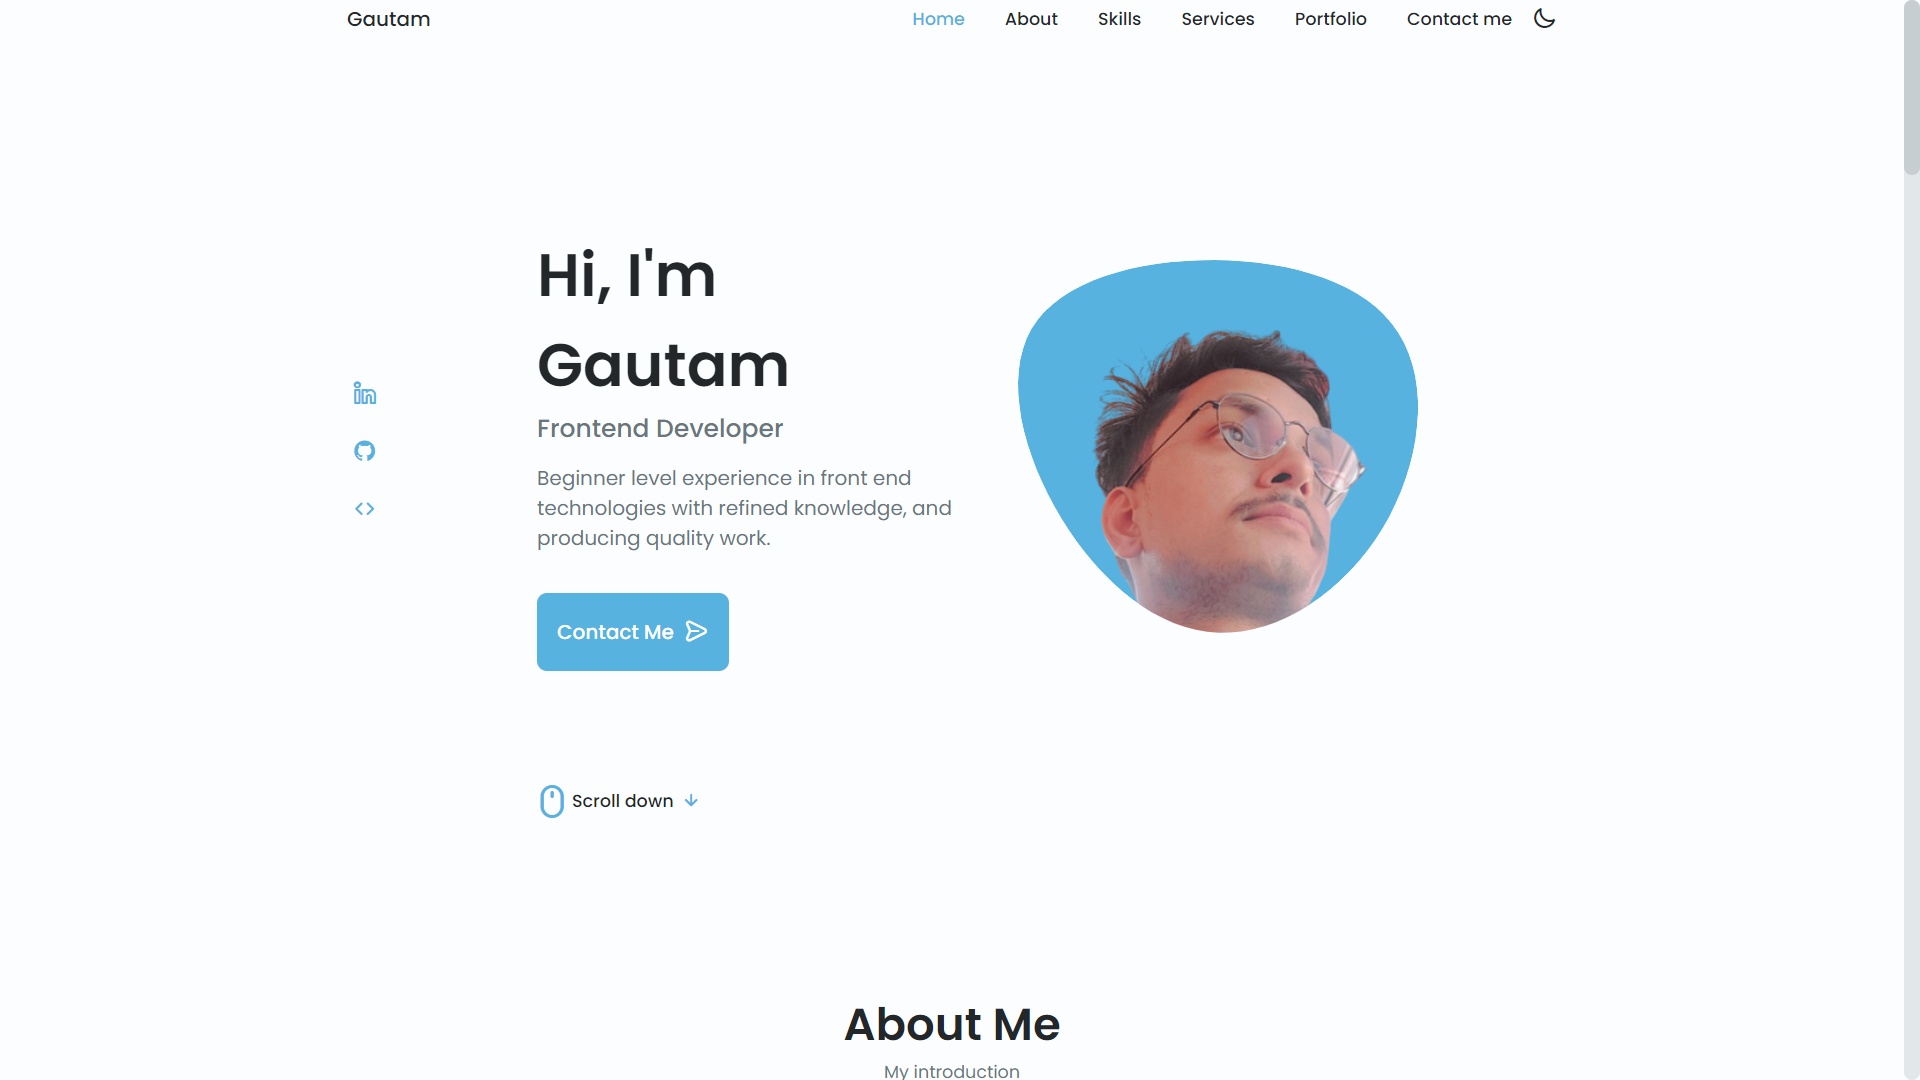 Gautam
Home About Skills Services Portfolio Contact me
Hi, I'm
Gautam
Frontend Developer
Beginner level experience in front end
technologies with refined knowledge, and
producing quality work.
Contact Me
Scroll down
About Me
My introduction